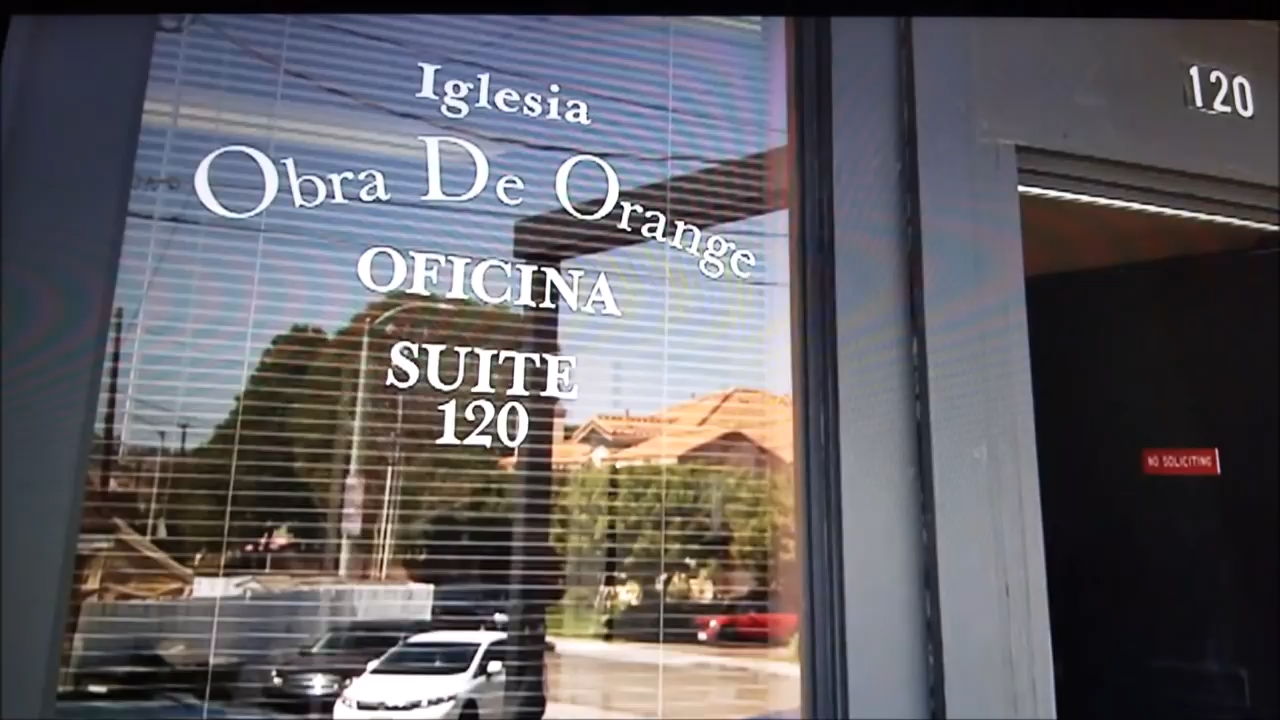 Iglesia
Obra De Orange
OFICINA
SUITE
120
120
NO SOLICITING